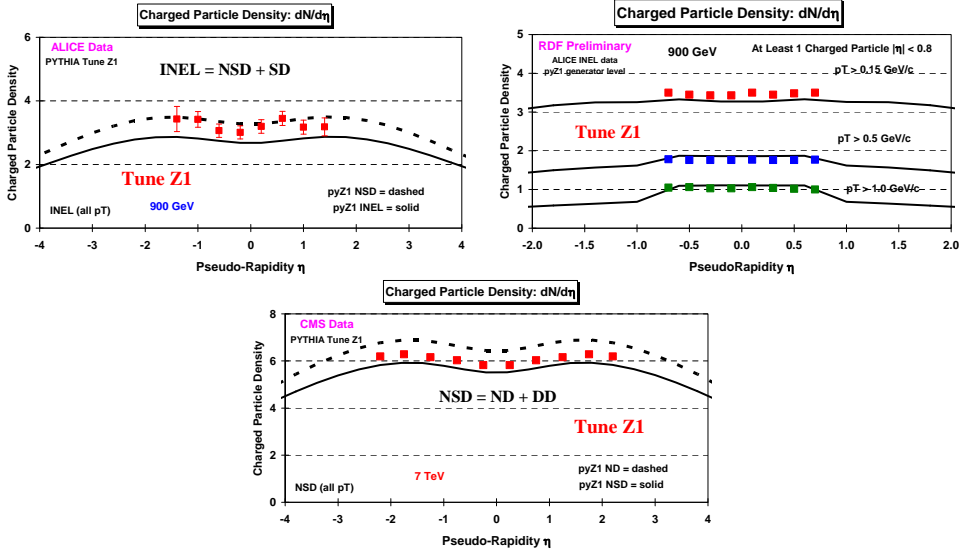 Charged Particle Density: dN/dη
6
4
2
0
Charged Particle Density
ALICE Data
PYTHIA Tune Z1
INEL = NSD + SD
Tune Z1
900 GeV
INEL (all pT)
pyZ1 NSD = dashed
pyZ1 INEL = solid
-4 -3 -2 -1 0 1 2 3 4
Pseudo-Rapidity η
Charged Particle Density: dN/dη
5
4
3
2
1
0
Charged Particle Density
RDF Preliminary
ALICE INEL data
pyZ1 generator level
900 GeV
At Least 1 Charged Particle |η| < 0.8
pT > 0.15 GeV/c
Tune Z1
pT > 0.5 GeV/c
pT > 1.0 GeV/c
-2.0 -1.5 -1.0 -0.5 0.0 0.5 1.0 1.5 2.0
PseudoRapidity η
Charged Particle Density: dN/dη
8
6
4
2
0
Charged Particle Density
CMS Data
PYTHIA Tune Z1
NSD = ND + DD
Tune Z1
7 TeV
NSD (all pT)
pyZ1 ND = dashed
pyZ1 NSD = solid
-4 -3 -2 -1 0 1 2 3 4
Pseudo-Rapidity η